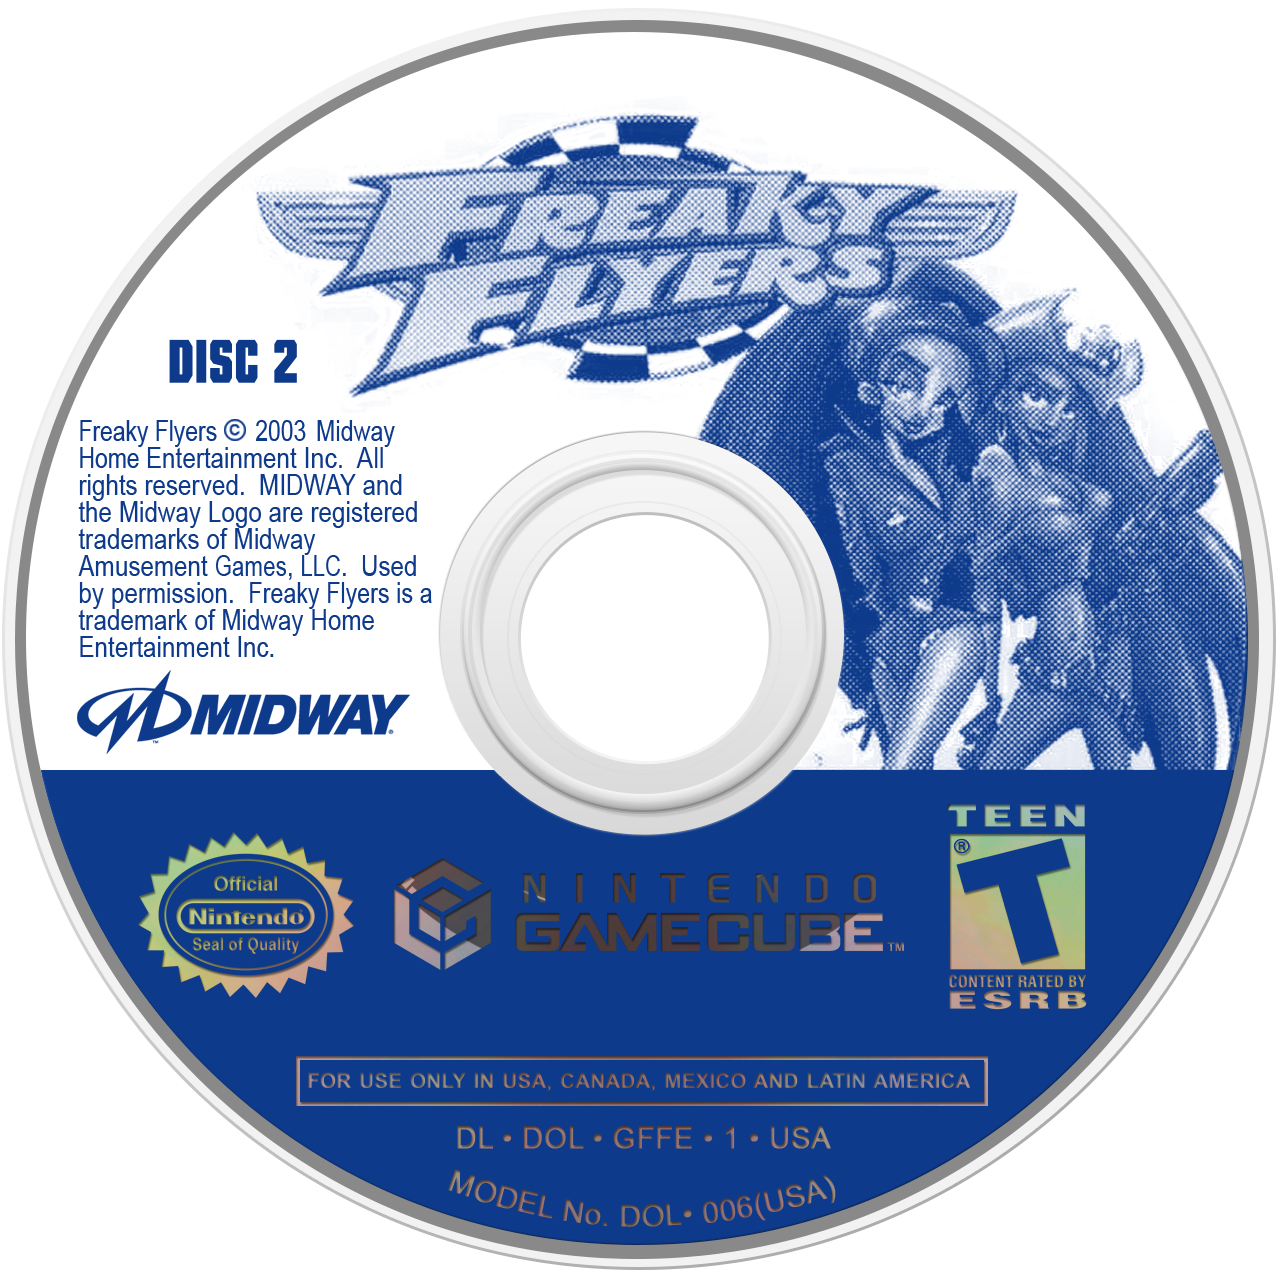 FREAKY
FLYERS
DISC 2
Freaky Flyers © 2003 Midway
Home Entertainment Inc. All
rights reserved. MIDWAY and
the Midway Logo are registered
trademarks of Midway
Amusement Games, LLC. Used
by permission. Freaky Flyers is a
trademark of Midway Home
Entertainment Inc.
MIDWAY®
™
Official
Nintendo®
Seal of Quality
NINTENDO
GAMECUBE™
TEEN
®
T
CONTENT RATED BY
ESRB
FOR USE ONLY IN USA, CANADA, MEXICO AND LATIN AMERICA
DL • DOL • GFFE • 1 • USA
MODEL No. DOL• 006(USA)